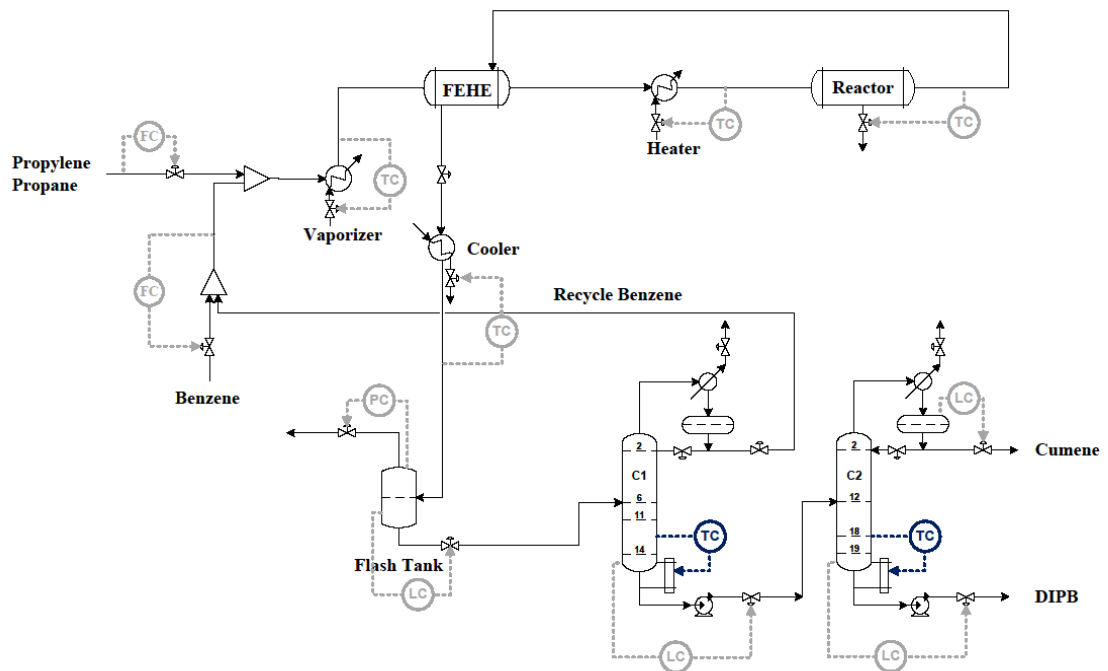 FEHE
Reactor
FC
TC
TC
Heater
Propylene
Propane
TC
Vaporizer
Cooler
FC
Recycle Benzene
TC
Benzene
PC
LC
2
2
Cumene
C1
C2
6
12
11
TC
18
TC
14
19
Flash Tank
LC
DIPB
LC
LC